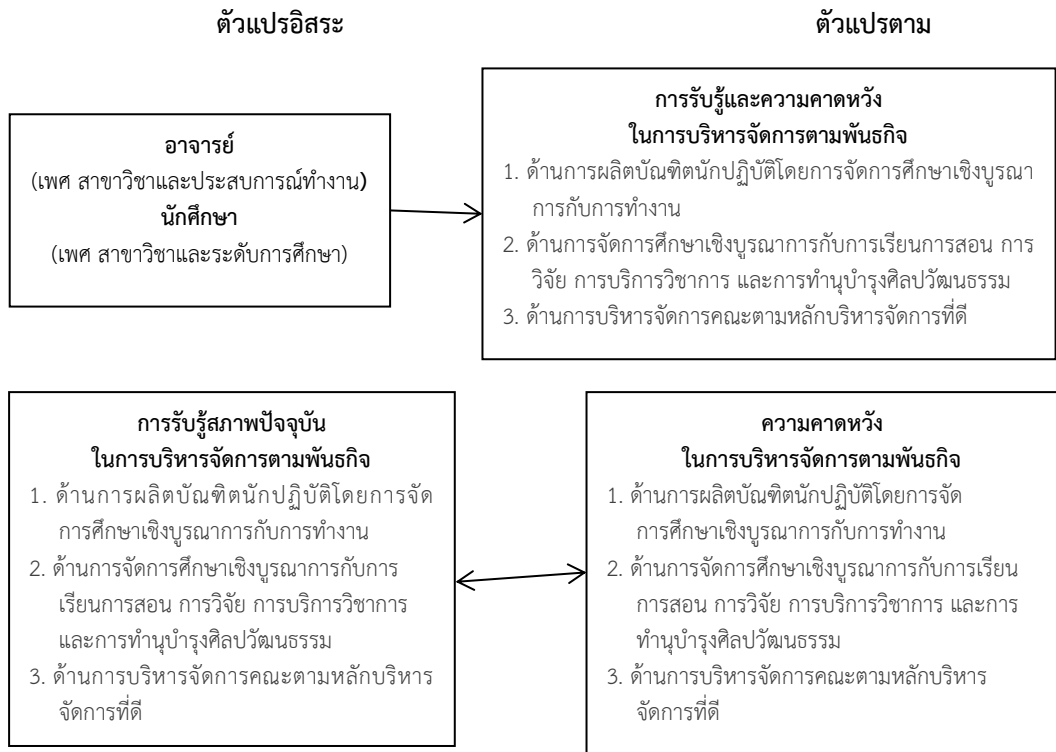 ตัวแปรอิสระ
ตัวแปรตาม
อาจารย์
(เพศ สาขาวิชาและประสบการณ์ทำงาน)
นักศึกษา
(เพศ สาขาวิชาและระดับการศึกษา)
การรับรู้และความคาดหวัง
ในการบริหารจัดการตามพันธกิจ
1. ด้านการผลิตบัณฑิตนักปฏิบัติโดยการจัดการศึกษาเชิงบูรณา
การกับการทำงาน
2. ด้านการจัดการศึกษาเชิงบูรณาการกับการเรียนการสอน การ
วิจัย การบริการวิชาการ และการทำนุบำรุงศิลปวัฒนธรรม
3. ด้านการบริหารจัดการคณะตามหลักบริหารจัดการที่ดี
การรับรู้สภาพปัจจุบัน
ในการบริหารจัดการตามพันธกิจ
1. ด้านการผลิตบัณฑิตนักปฏิบัติโดยการจัด
การศึกษาเชิงบูรณาการกับการทำงาน
2. ด้านการจัดการศึกษาเชิงบูรณาการกับการ
เรียนการสอน การวิจัย การบริการวิชาการ
และการทำนุบำรุงศิลปวัฒนธรรม
3. ด้านการบริหารจัดการคณะตามหลักบริหาร
จัดการที่ดี
ความคาดหวัง
ในการบริหารจัดการตามพันธกิจ
1. ด้านการผลิตบัณฑิตนักปฏิบัติโดยการจัด
การศึกษาเชิงบูรณาการกับการทำงาน
2. ด้านการจัดการศึกษาเชิงบูรณาการกับการเรียน
การสอน การวิจัย การบริการวิชาการ และการ
ทำนุบำรุงศิลปวัฒนธรรม
3. ด้านการบริหารจัดการคณะตามหลักบริหาร
จัดการที่ดี